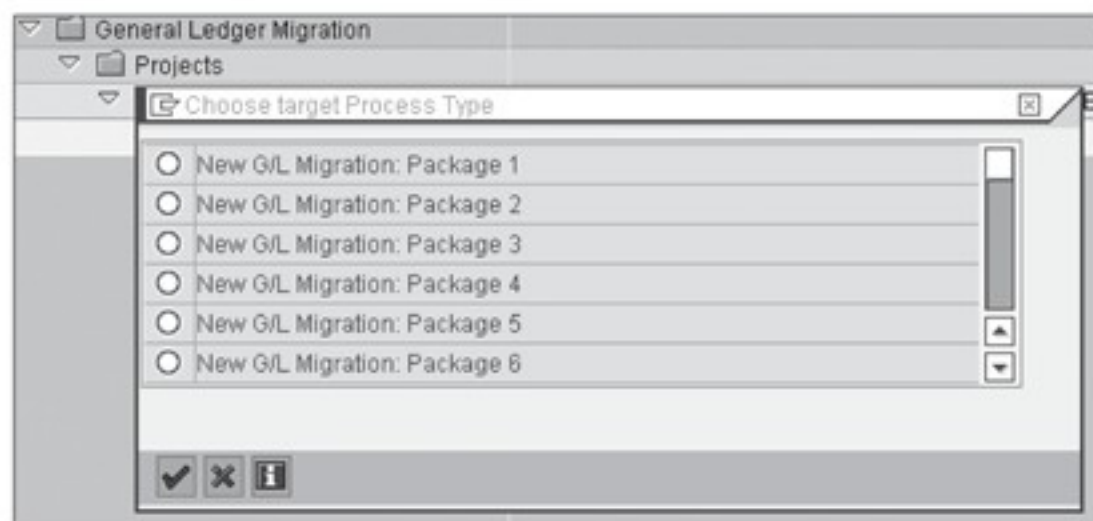 General Ledger Migration
Projects
Choose target Process Type
New G/L Migration: Package 1
New G/L Migration: Package 2
New G/L Migration: Package 3
New G/L Migration: Package 4
New G/L Migration: Package 5
New G/L Migration: Package 6